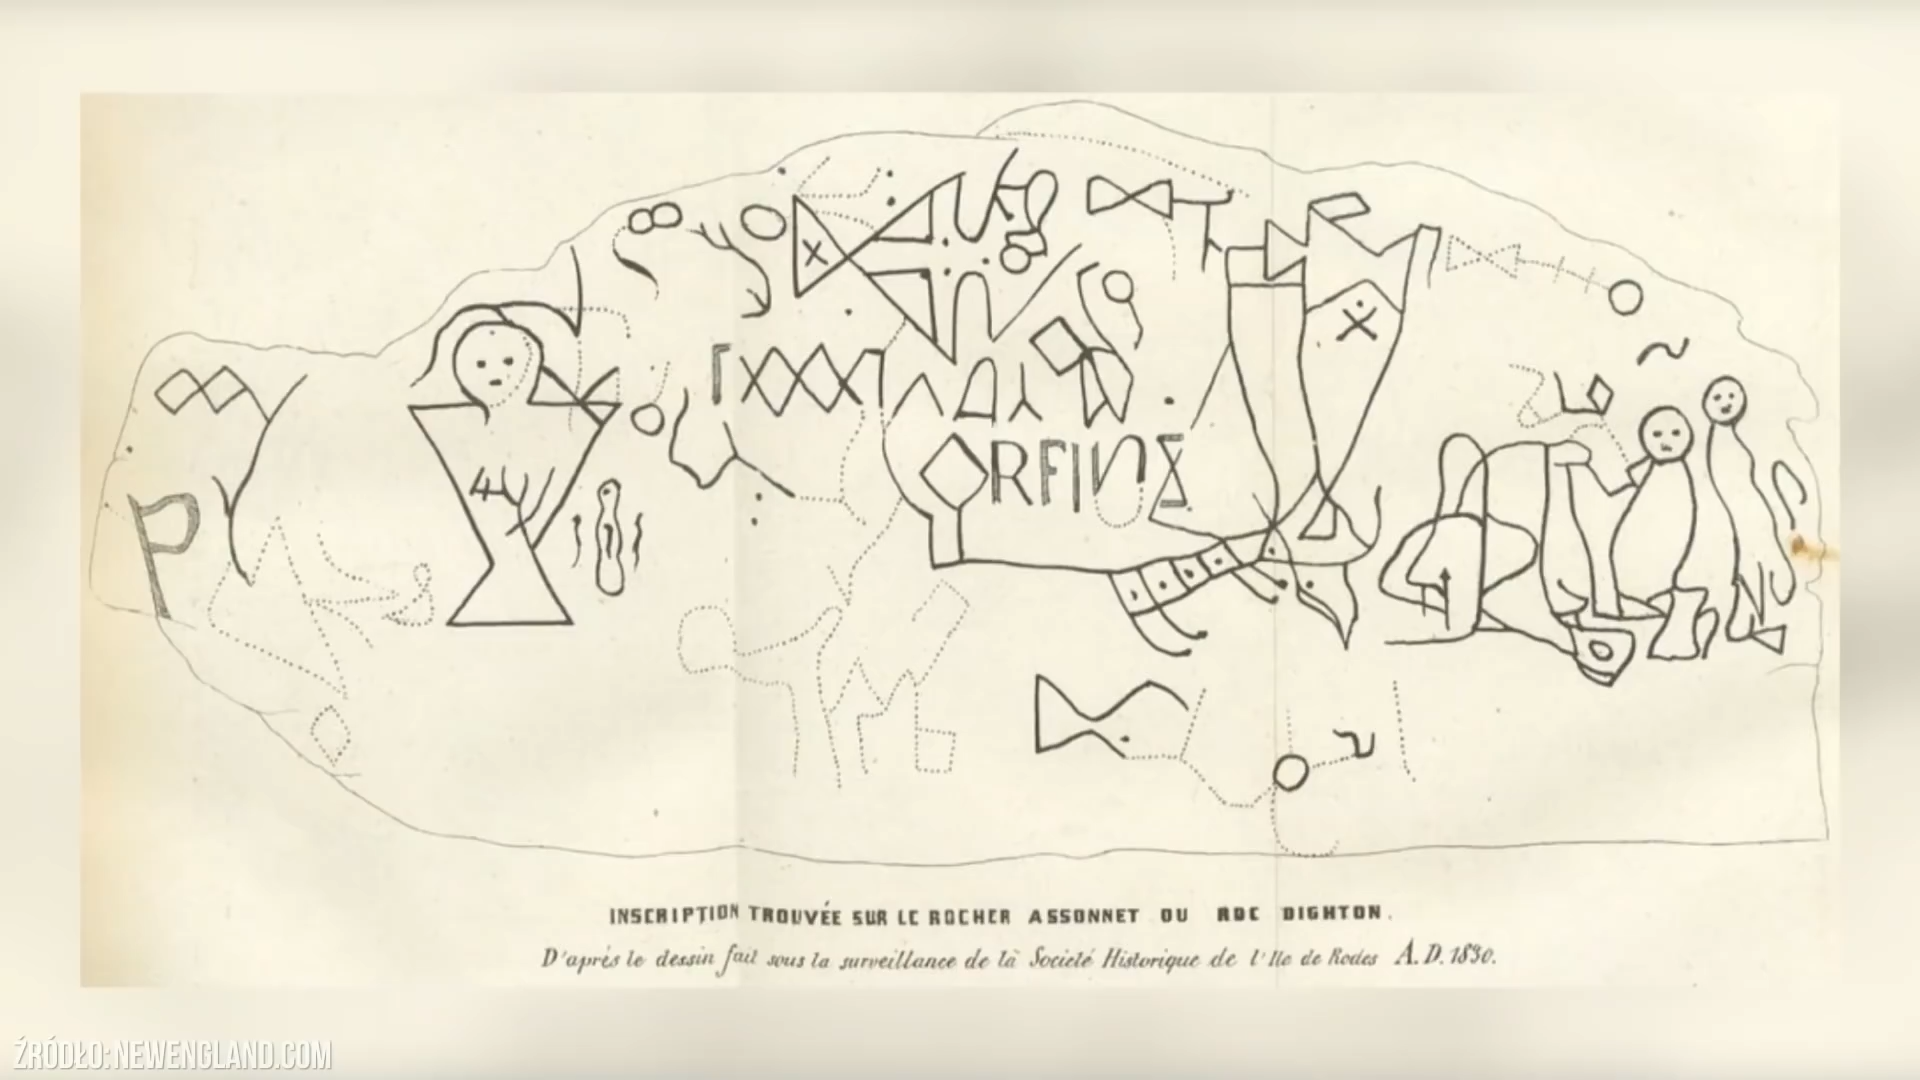 P
ORFINS
INSCRIPTION TROUVÉE SUR LE ROCHER ASSONNET OU ROC DIGHTON.
D'après le dessin fait sous la surveillance de la Societé Historique de l'Ile de Rodes A.D. 1830.
ŹRÓDŁO: NEWENGLAND.COM